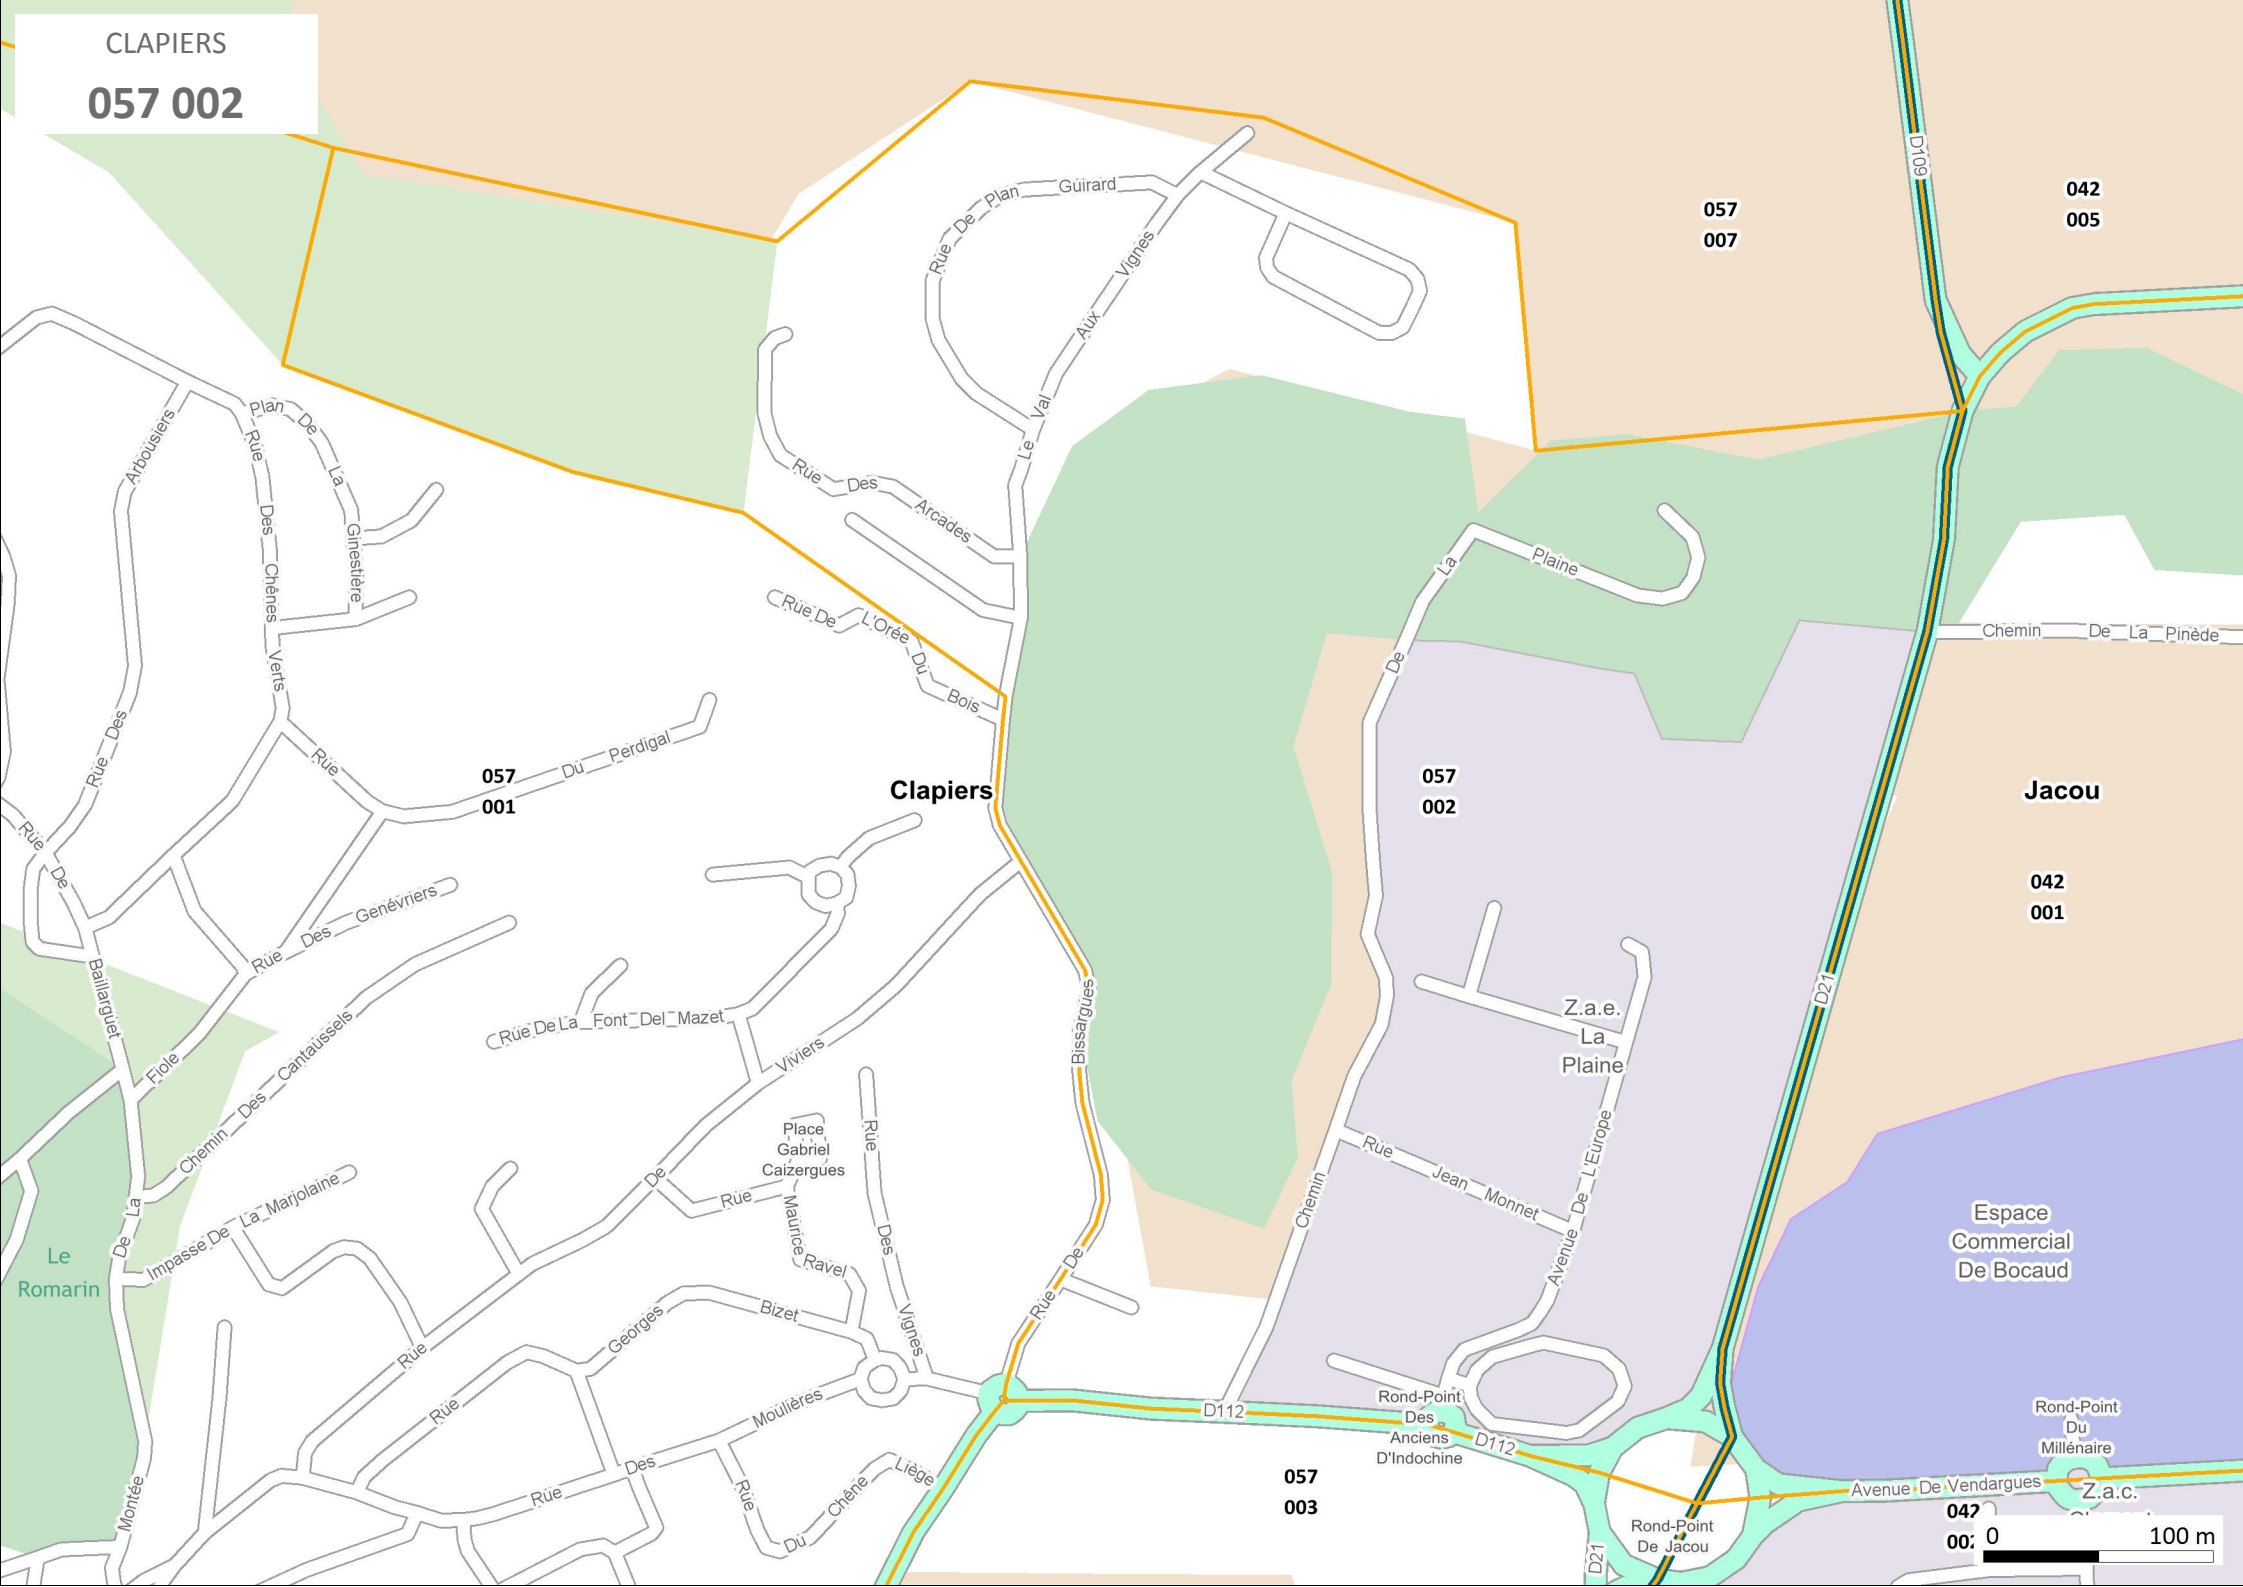 CLAPIERS
057 002
D109
042
005
057
007
Rue De Plan Guirard
Le Val Aux Vignes
Rue Des Arcades
Rue De L'Orée Du Bois
Plan De La Ginestière
Rue Des Chênes Verts
Rue Des Arbousiers
La Plaine
Chemin De La Pinède
Rue Du Perdigal
057
001
Clapiers
057
002
Jacou
042
001
Rue De
Baillarguet
Rue Des Genévriers
Fiole
Chemin Des Cantaussels
Rue De La Font Del Mazet
Viviers
De
Rue
Bissargues
De
Rue
D21
Z.a.e.
La
Plaine
De
Chemin
Rue Jean Monnet
Avenue De L'Europe
Place
Gabriel
Caizergues
Rue Maurice Ravel
Rue Des Vignes
Impasse De La Marjolaine
De La
Montée
Le
Romarin
Espace
Commercial
De Bocaud
Rue Georges Bizet
Rue Des Moulières
Rue Du Chêne Liège
D112
Rond-Point
Des
Anciens
D'Indochine
D112
057
003
Rond-Point
De Jacou
D21
Avenue De Vendargues
Rond-Point
Du
Millénaire
Z.a.c.
042
002
0 100 m